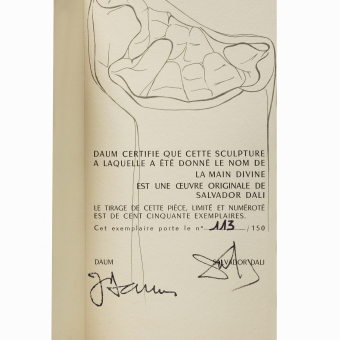 DAUM CERTIFIE QUE CETTE SCULPTURE
A LAQUELLE A ÉTÉ DONNÉ LE NOM DE
LA MAIN DIVINE
EST UNE ŒUVRE ORIGINALE DE
SALVADOR DALI
LE TIRAGE DE CETTE PIÈCE, LIMITÉ ET NUMÉROTÉ
EST DE CENT CINQUANTE EXEMPLAIRES.
Cet exemplaire porte le n° 113 /150
DAUM SALVADOR DALI